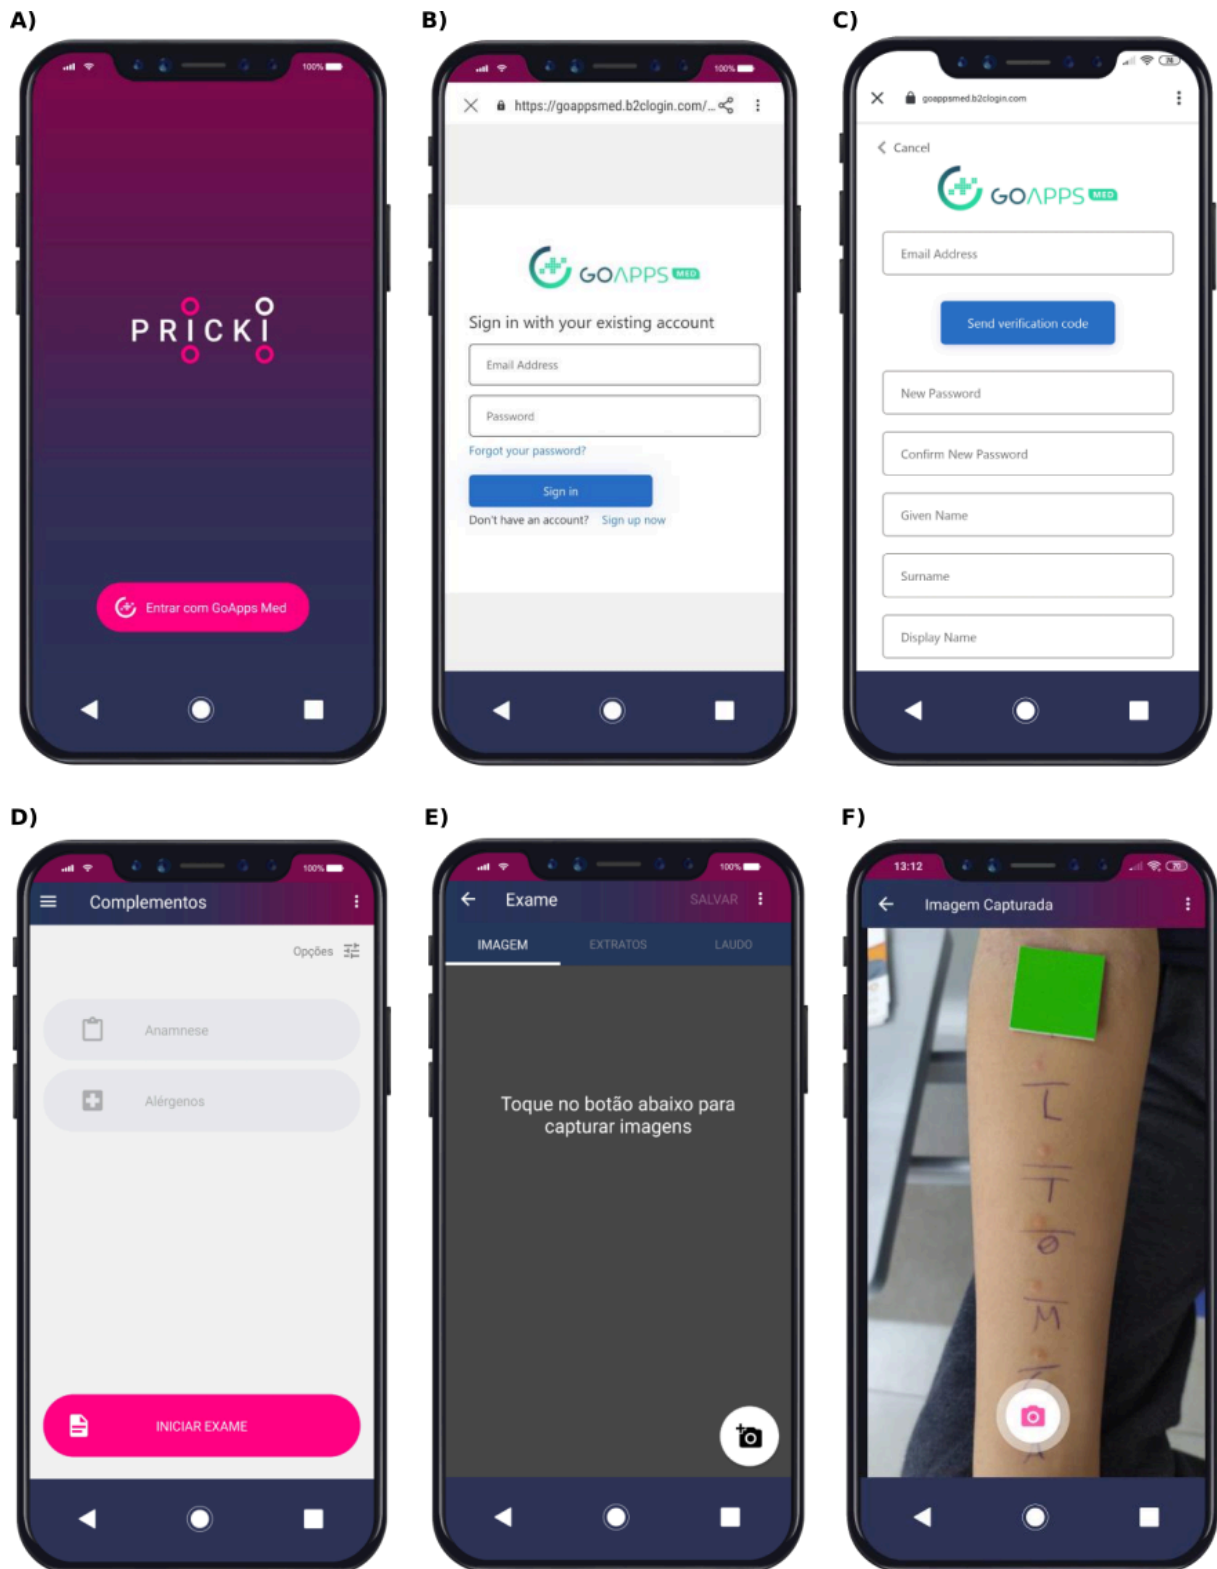 A)
100%
PRICKI
Entrar com GoApps Med
B)
100%
https://goappsmed.b2clogin.com/...
GOAPPS MED
Sign in with your existing account
Email Address
Password
Forgot your password?
Sign in
Don't have an account? Sign up now
C)
goappsmed.b2clogin.com
Cancel
GOAPPS MED
Email Address
Send verification code
New Password
Confirm New Password
Given Name
Surname
Display Name
D)
100%
Complementos
Opções
Anamnese
Alérgenos
INICIAR EXAME
E)
100%
Exame SALVAR
IMAGEM EXTRATOS LAUDO
Toque no botão abaixo para
capturar imagens
F)
13:12
Imagem Capturada
L
T
M